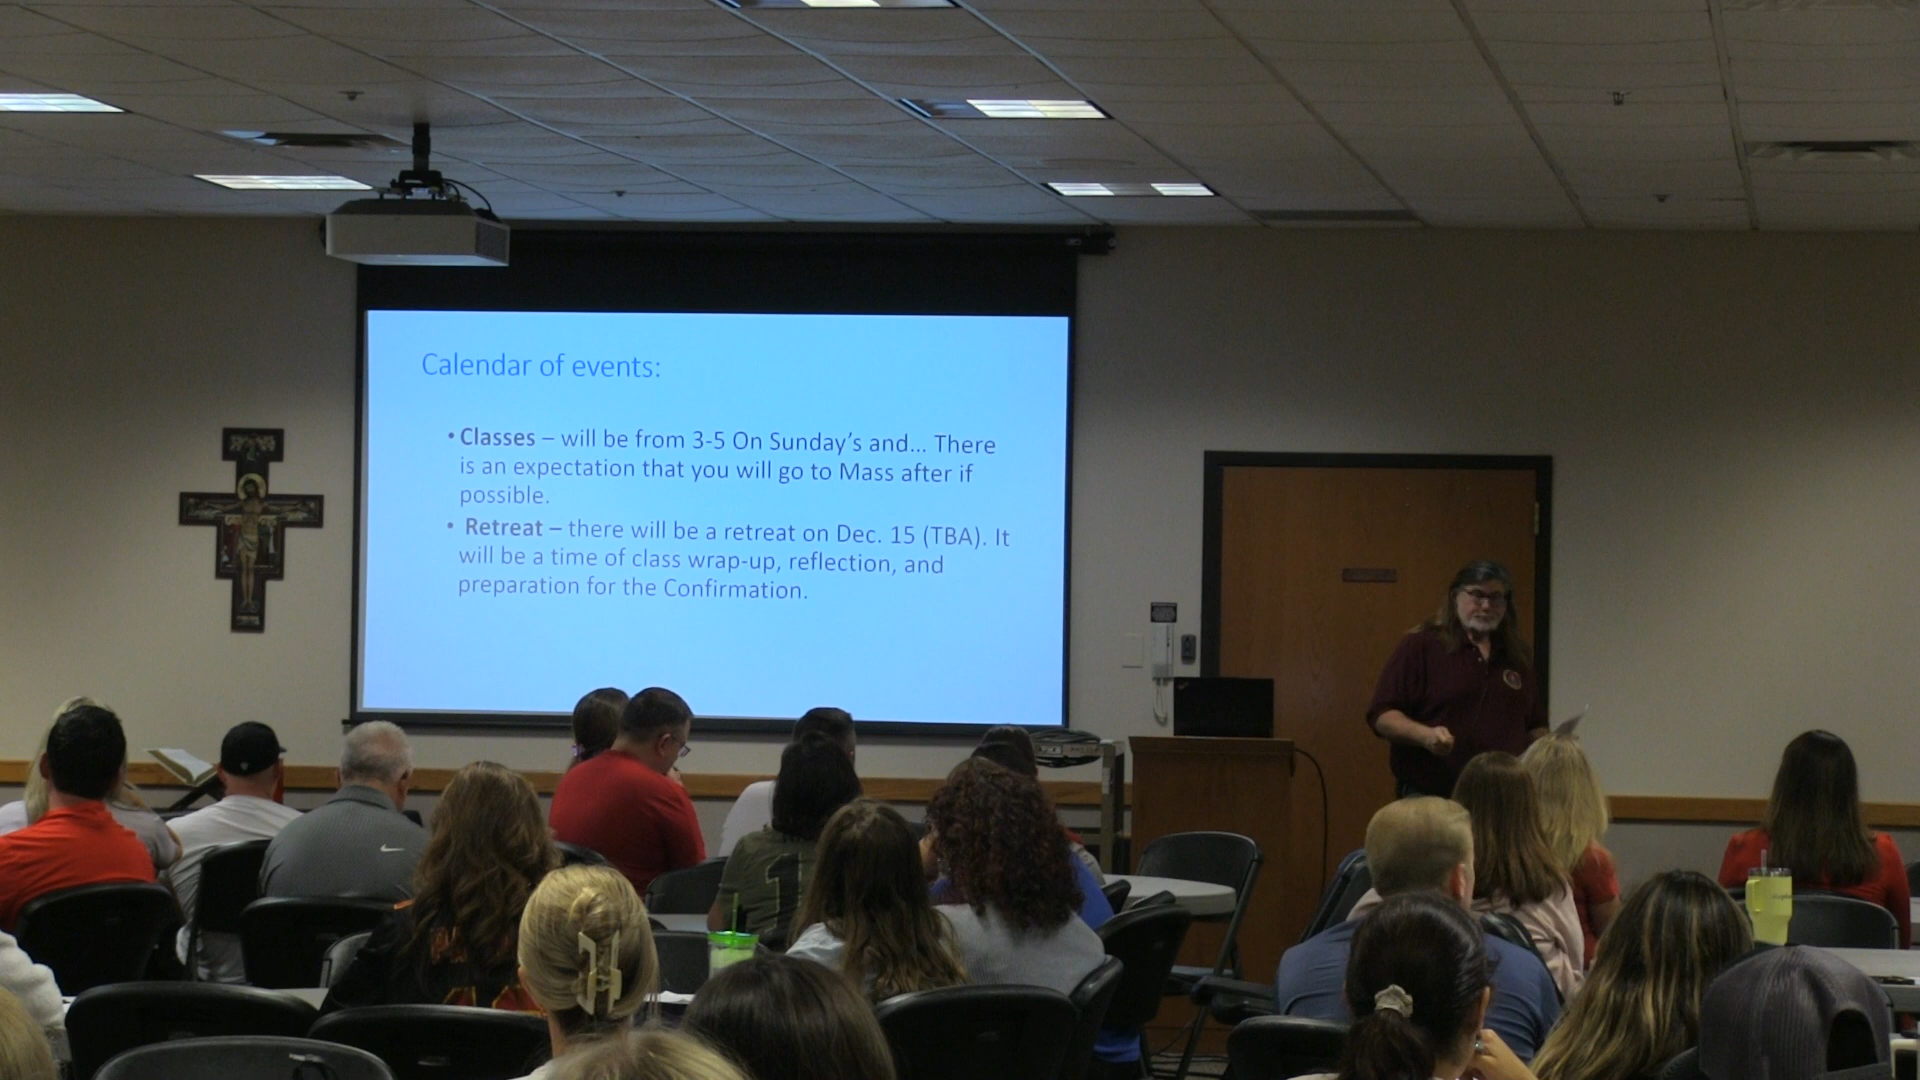 Calendar of events:
• Classes – will be from 3-5 On Sunday's and... There
is an expectation that you will go to Mass after if
possible.
• Retreat – there will be a retreat on Dec. 15 (TBA). It
will be a time of class wrap-up, reflection, and
preparation for the Confirmation.
1